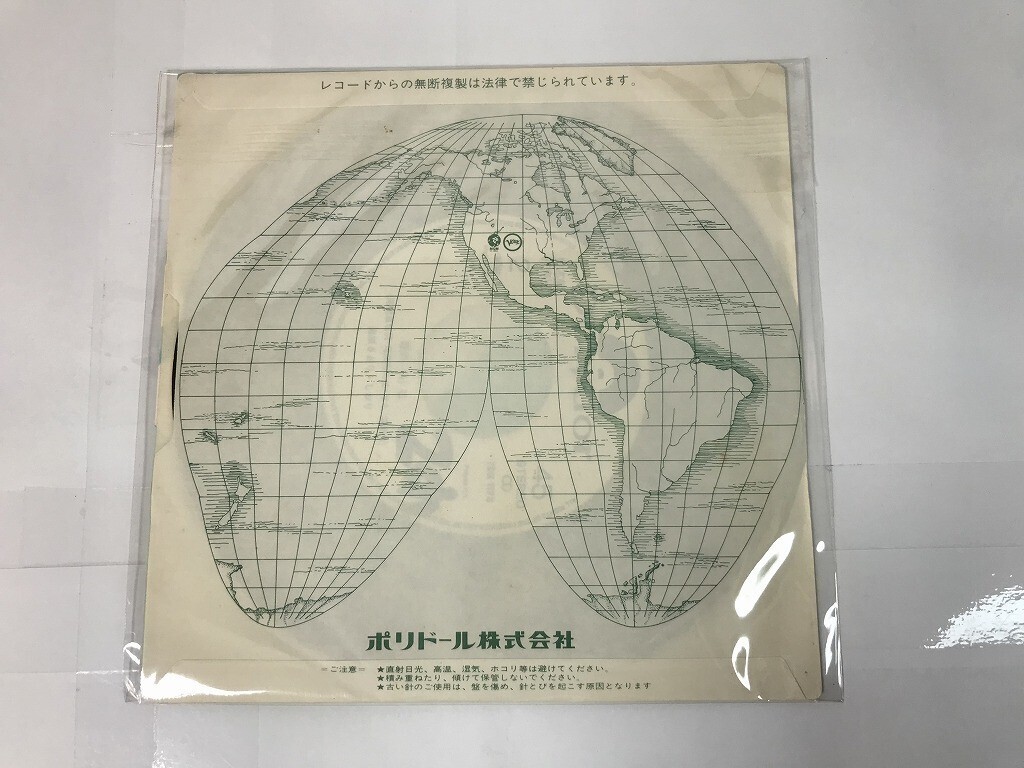 レコードからの無断複製は法律で禁じられています。
Verve
ポリドール株式会社
=ご注意= ★直射日光、高温、湿気、ホコリ等は避けてください。
★積み重ねたり、傾けて保管しないでください。
★古い針のご使用は、盤を傷め、針とびを起こす原因となります